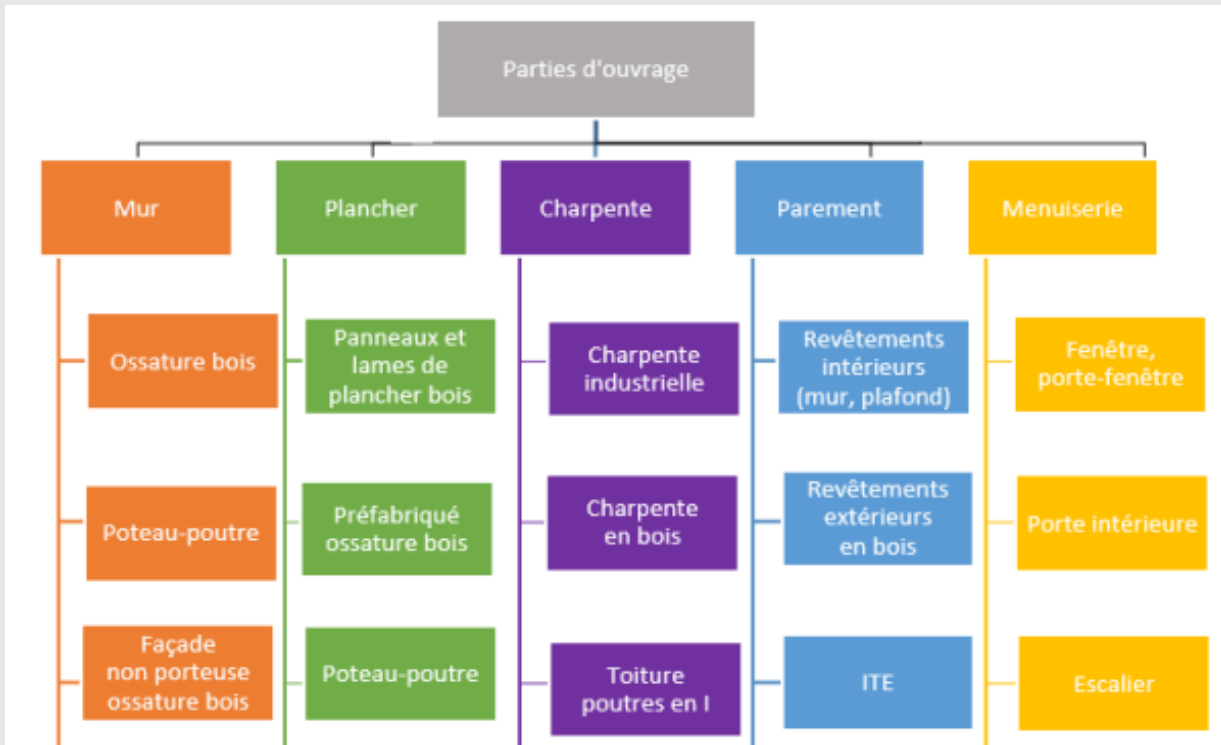 Parties d'ouvrage
Mur
Plancher
Charpente
Parement
Menuiserie
Ossature bois
Panneaux et
lames de
plancher bois
Charpente
industrielle
Revêtements
intérieurs
(mur, plafond)
Fenêtre,
porte-fenêtre
Poteau-poutre
Préfabriqué
ossature bois
Charpente
en bois
Revêtements
extérieurs
en bois
Porte intérieure
Façade
non porteuse
ossature bois
Poteau-poutre
Toiture
poutres en I
ITE
Escalier